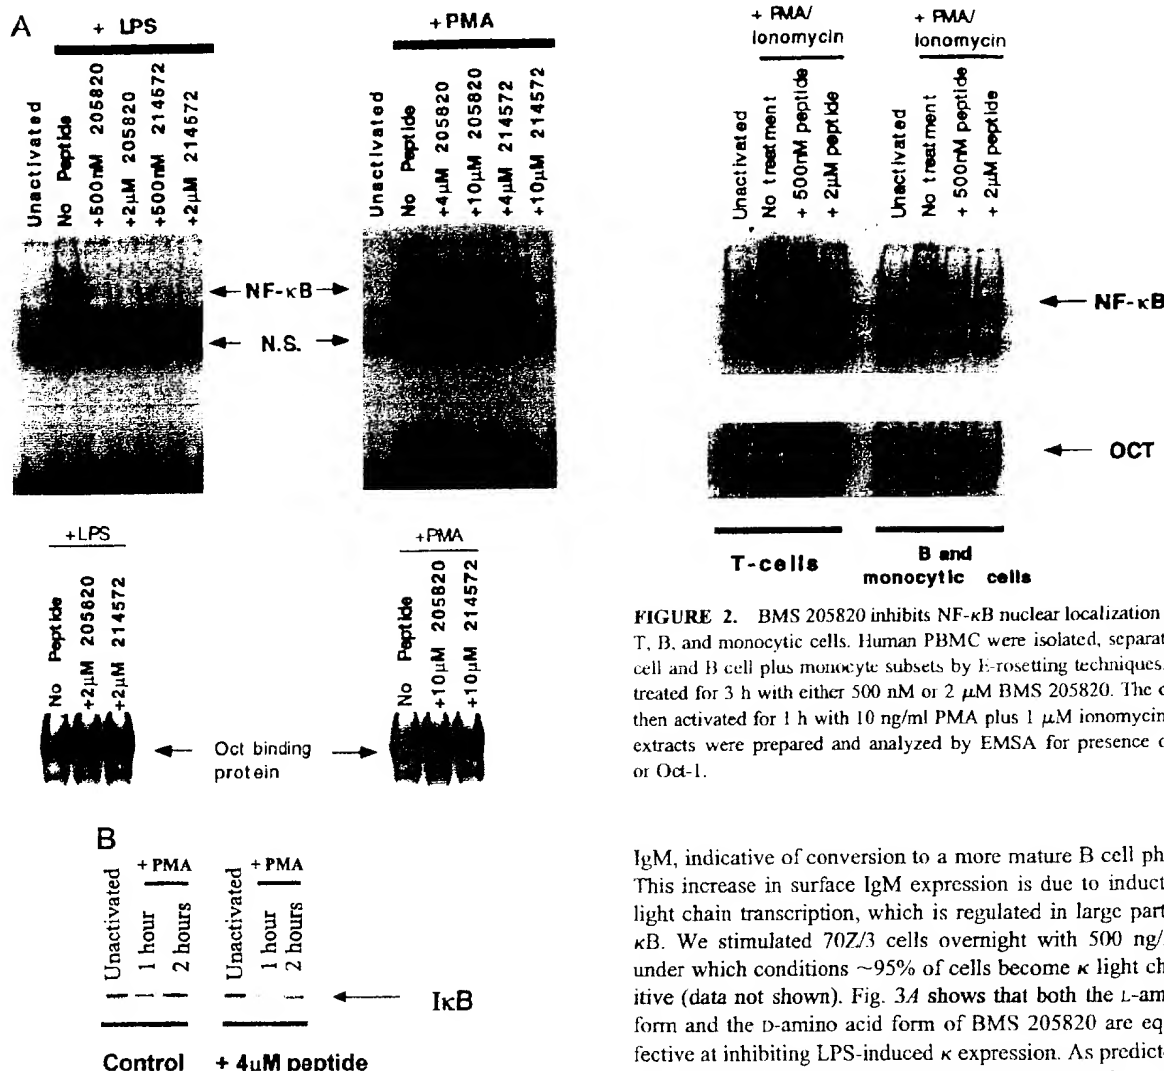 A
+ LPS
Unactivated
No Peptide
+500nM 205820
+2µM 205820
+500nM 214572
+2µM 214572
+PMA
Unactivated
No Peptide
+4µM 205820
+10µM 205820
+4µM 214572
+10µM 214572
NF-κB
N.S.
+LPS
No Peptide
+2µM 205820
+2µM 214572
+PMA
No Peptide
+10µM 205820
+10µM 214572
Oct binding
protein
B
Unactivated
+ PMA
1 hour
2 hours
Unactivated
+ PMA
1 hour
2 hours
IκB
Control
+ 4uM peptide
+ PMA/
Ionomycin
Unactivated
No treatment
+ 500nM peptide
+ 2µM peptide
+ PMA/
Ionomycin
Unactivated
No treatment
+ 500nM peptide
+ 2µM peptide
NF-κB
OCT
T-cells
B and
monocytic cells
FIGURE 2. BMS 205820 inhibits NF-κB nuclear localization
T, B, and monocytic cells. Human PBMC were isolated, separat
cell and B cell plus monocyte subsets by E-rosetting techniques.
treated for 3 h with either 500 nM or 2 µM BMS 205820. The c
then activated for 1 h with 10 ng/ml PMA plus 1 µM ionomycin
extracts were prepared and analyzed by EMSA for presence o
or Oct-1.
IgM, indicative of conversion to a more mature B cell ph
This increase in surface IgM expression is due to induct
light chain transcription, which is regulated in large part
κB. We stimulated 70Z/3 cells overnight with 500 ng/
under which conditions ~95% of cells become κ light ch
itive (data not shown). Fig. 3A shows that both the L-am
form and the D-amino acid form of BMS 205820 are eq
fective at inhibiting LPS-induced κ expression. As predict